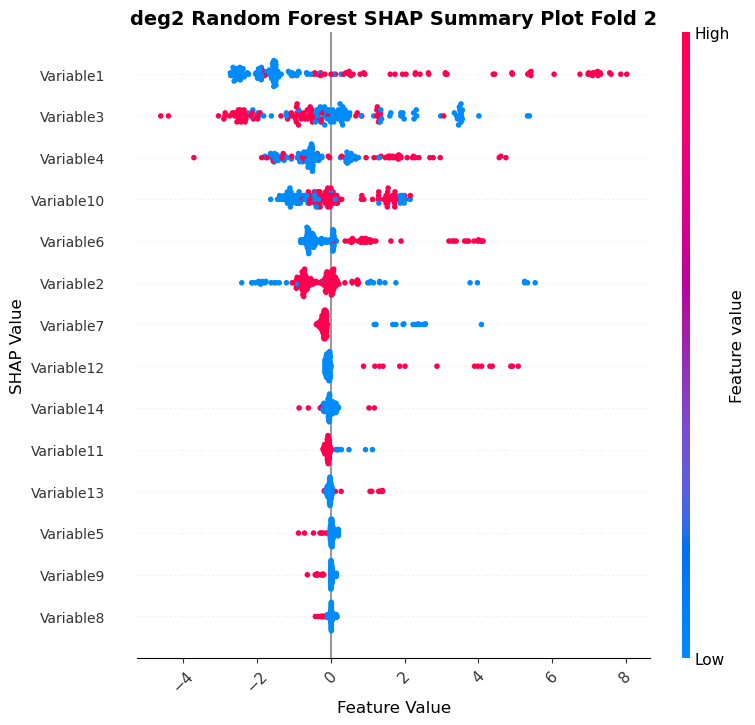 deg2 Random Forest SHAP Summary Plot Fold 2
High
Variable1
Variable3
Variable4
Variable10
Variable6
Variable2
Variable7
Variable12
Variable14
Variable11
Variable13
Variable5
Variable9
Variable8
SHAP Value
Feature value
Low
−4 −2 0 2 4 6 8
Feature Value